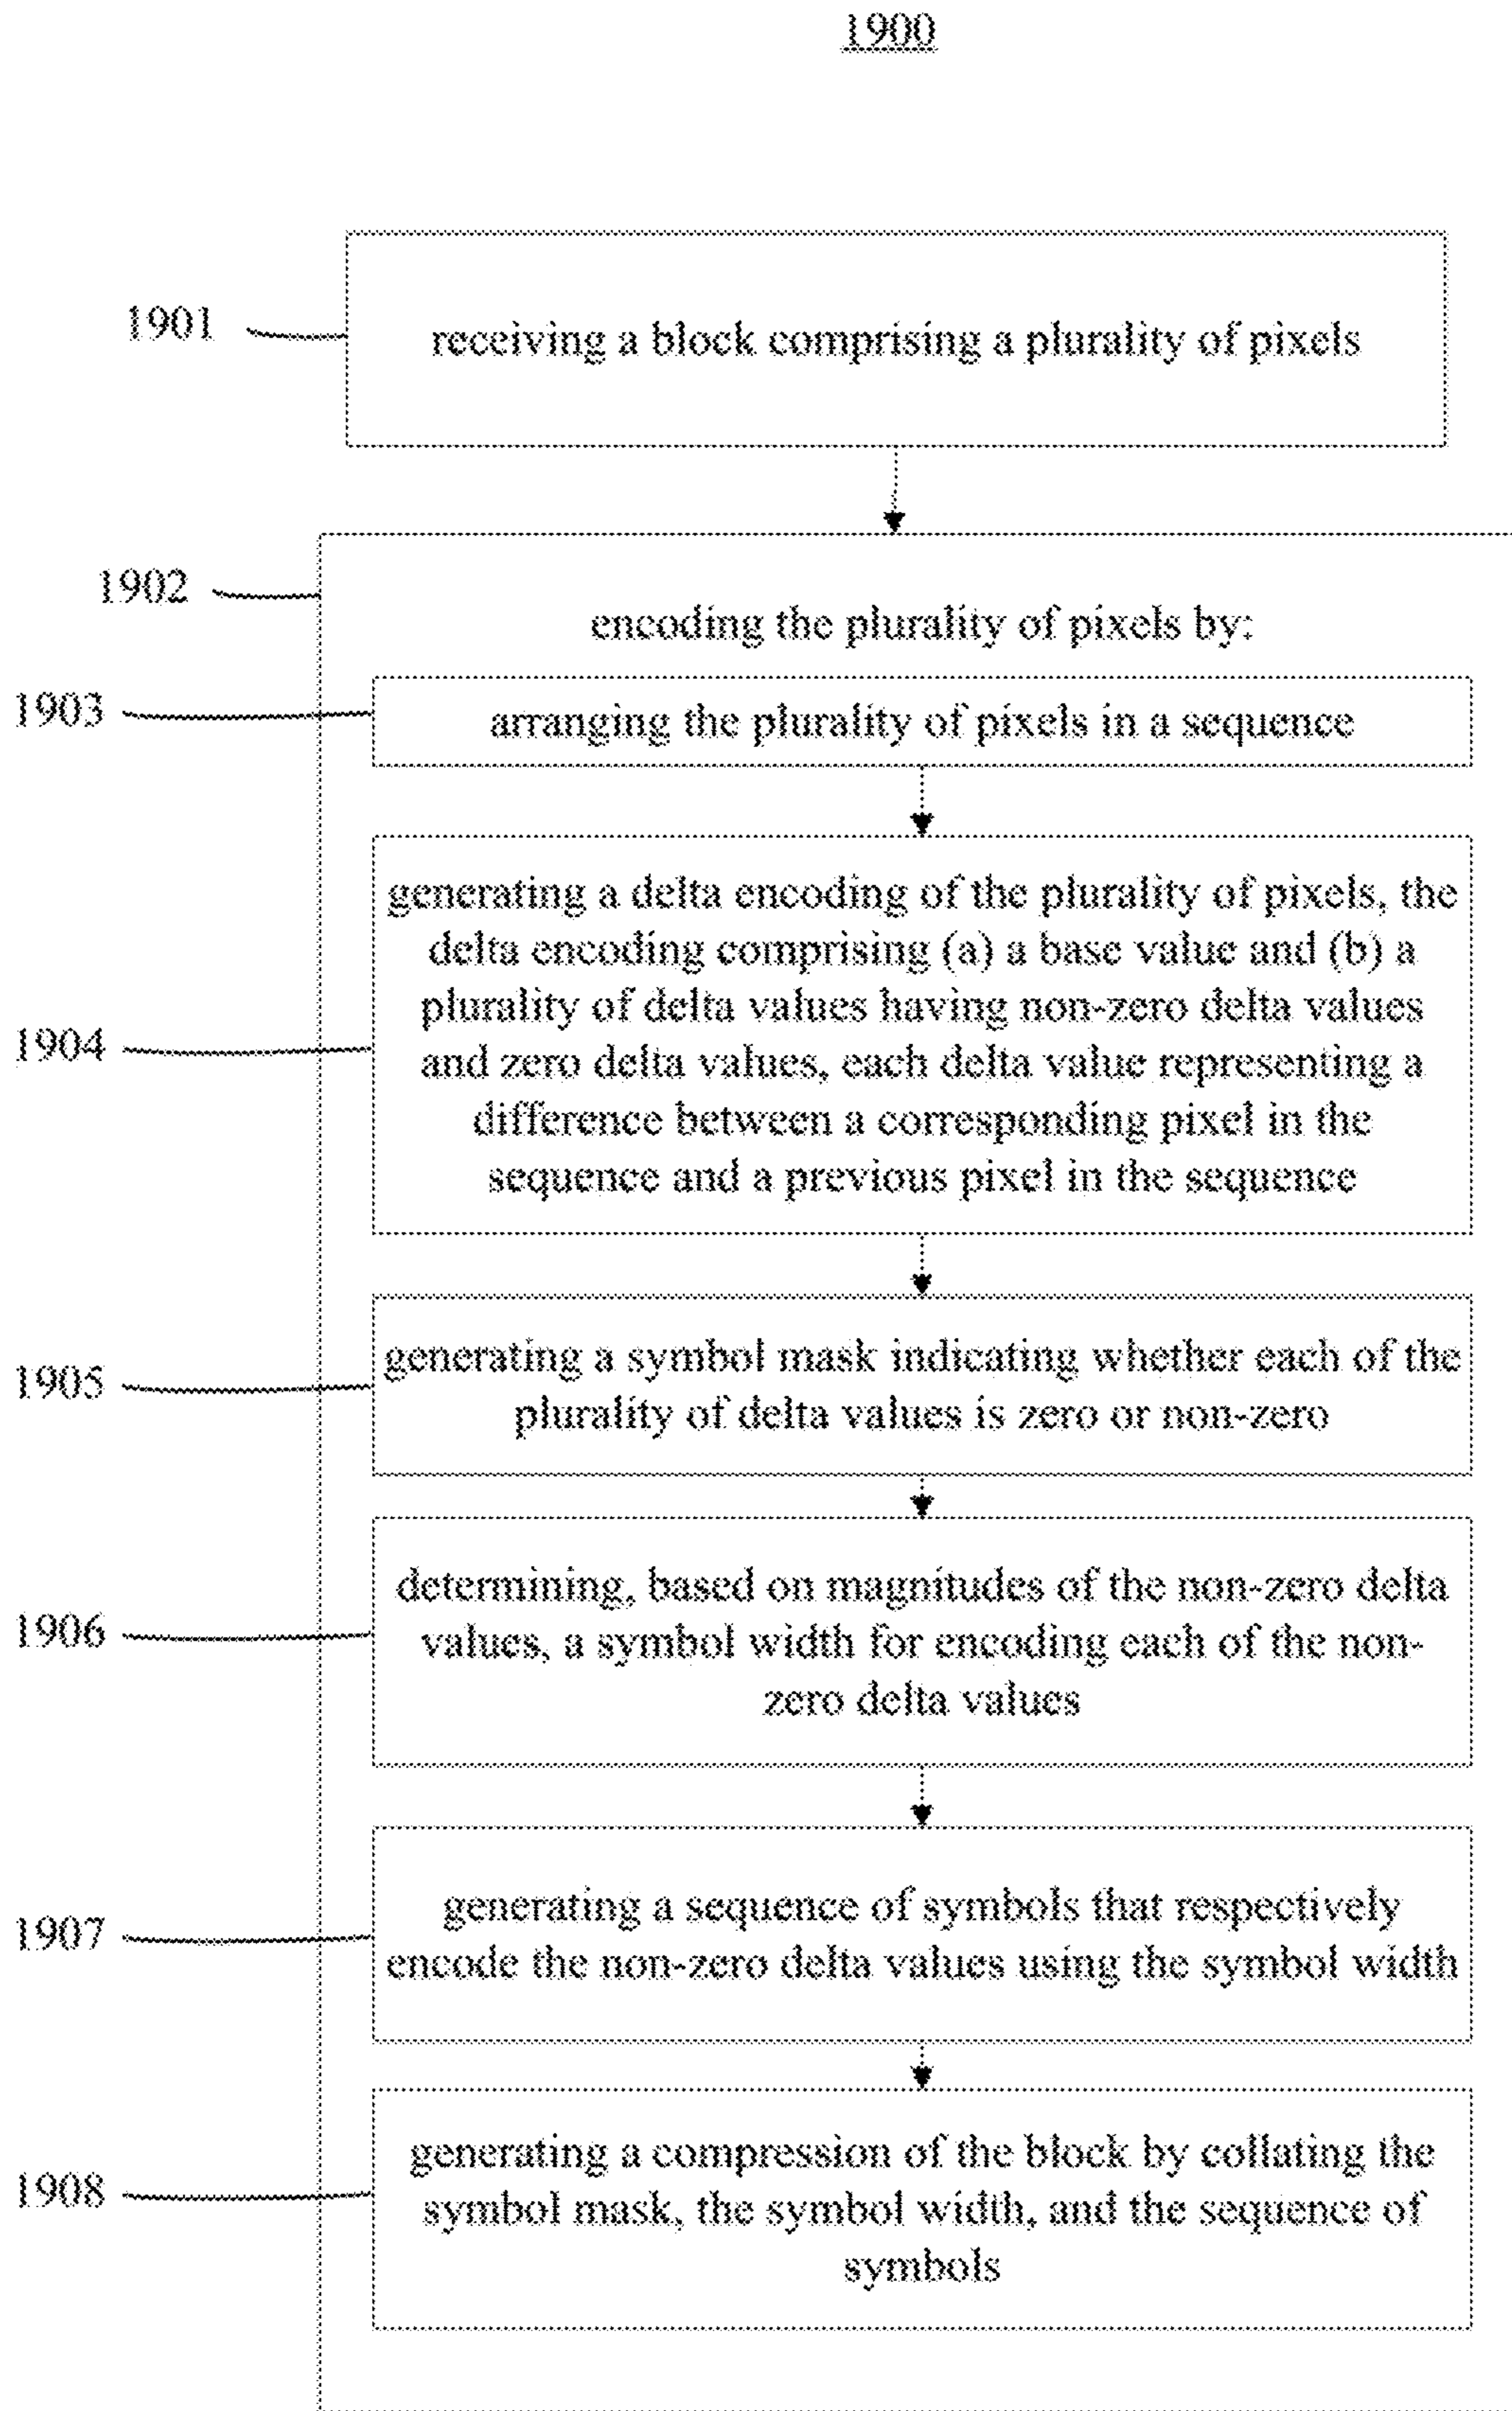 1900
1901
receiving a block comprising a plurality of pixels
1902
encoding the plurality of pixels by:
1903
arranging the plurality of pixels in a sequence
generating a delta encoding of the plurality of pixels, the
delta encoding comprising (a) a base value and (b) a
plurality of delta values having non-zero delta values
1904
and zero delta values, each delta value representing a
difference between a corresponding pixel in the
sequence and a previous pixel in the sequence
generating a symbol mask indicating whether each of the
1905
plurality of delta values is zero or non-zero
determining, based on magnitudes of the non-zero delta
1906
values, a symbol width for encoding each of the non-
zero delta values
generating a sequence of symbols that respectively
1907
encode the non-zero delta values using the symbol width
generating a compression of the block by collating the
1908
symbol mask, the symbol width, and the sequence of
symbols